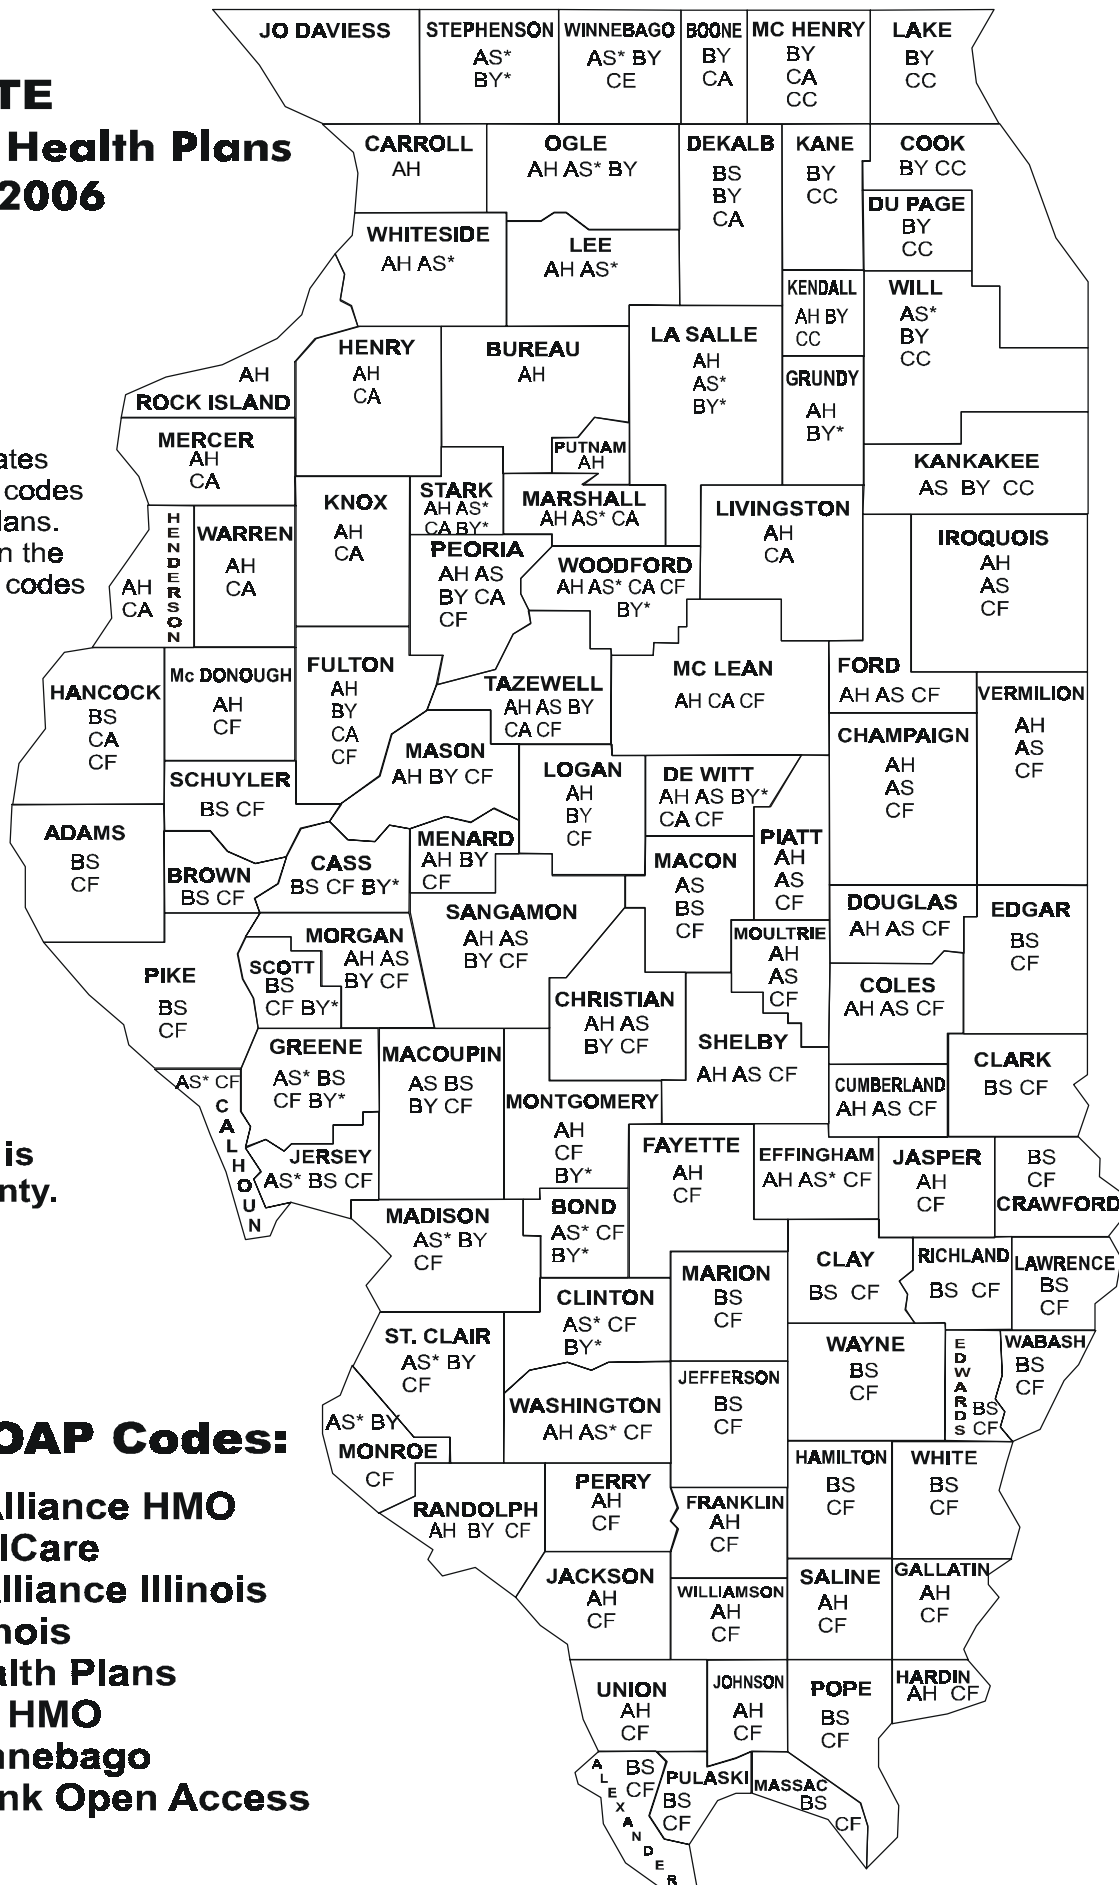 TE
Health Plans
2006
JO DAVIESS
STEPHENSON
AS*
BY*
WINNEBAGO
AS* BY
CE
BOONE
BY
CA
MC HENRY
BY
CA
CC
LAKE
BY
CC
CARROLL
AH
OGLE
AH AS* BY
DEKALB
BS
BY
CA
KANE
BY
CC
COOK
BY CC
DU PAGE
BY
CC
WHITESIDE
AH AS*
LEE
AH AS*
KENDALL
AH BY
CC
WILL
AS*
BY
CC
LA SALLE
AH
AS*
BY*
HENRY
AH
CA
BUREAU
AH
GRUNDY
AH
BY*
AH
ROCK ISLAND
MERCER
AH
CA
PUTNAM
AH
KANKAKEE
AS BY CC
ates
codes
lans.
n the
codes
KNOX
AH
CA
STARK
AH AS*
CA BY*
MARSHALL
AH AS* CA
LIVINGSTON
AH
CA
HENDERSON
AH
CA
WARREN
AH
CA
PEORIA
AH AS
BY CA
CF
WOODFORD
AH AS* CA CF
BY*
IROQUOIS
AH
AS
CF
HANCOCK
BS
CA
CF
Mc DONOUGH
AH
CF
FULTON
AH
BY
CA
CF
TAZEWELL
AH AS BY
CA CF
MC LEAN
AH CA CF
FORD
AH AS CF
VERMILION
AH
AS
CF
MASON
AH BY CF
LOGAN
AH
BY
CF
DE WITT
AH AS BY*
CA CF
CHAMPAIGN
AH
AS
CF
SCHUYLER
BS CF
ADAMS
BS
CF
BROWN
BS CF
CASS
BS CF BY*
MENARD
AH BY
CF
MACON
AS
BS
CF
PIATT
AH
AS
CF
SANGAMON
AH AS
BY CF
MOULTRIE
AH
AS
CF
DOUGLAS
AH AS CF
EDGAR
BS
CF
PIKE
BS
CF
SCOTT
BS
CF BY*
MORGAN
AH AS
BY CF
CHRISTIAN
AH AS
BY CF
COLES
AH AS CF
GREENE
AS* BS
CF BY*
MACOUPIN
AS BS
BY CF
SHELBY
AH AS CF
CLARK
BS CF
CUMBERLAND
AH AS CF
AS* CF
CALHOUN
MONTGOMERY
AH
CF
BY*
is
nty.
JERSEY
AS* BS CF
FAYETTE
AH
CF
EFFINGHAM
AH AS* CF
JASPER
AH
CF
BS
CF
CRAWFORD
MADISON
AS* BY
CF
BOND
AS* CF
BY*
CLAY
BS CF
RICHLAND
BS CF
LAWRENCE
BS
CF
MARION
BS
CF
CLINTON
AS* CF
BY*
ST. CLAIR
AS* BY
CF
WAYNE
BS
CF
EDWARDS
BS
CF
WABASH
BS
CF
WASHINGTON
AH AS* CF
JEFFERSON
BS
CF
AS* BY
MONROE
CF
OAP Codes:
Alliance HMO
lCare
Alliance Illinois
nois
alth Plans
HMO
nnebago
nk Open Access
RANDOLPH
AH BY CF
PERRY
AH
CF
FRANKLIN
AH
CF
HAMILTON
BS
CF
WHITE
BS
CF
JACKSON
AH
CF
WILLIAMSON
AH
CF
SALINE
AH
CF
GALLATIN
AH
CF
UNION
AH
CF
JOHNSON
AH
CF
POPE
BS
CF
HARDIN
AH CF
ALEXANDER
BS
CF
PULASKI
BS
CF
MASSAC
BS
CF